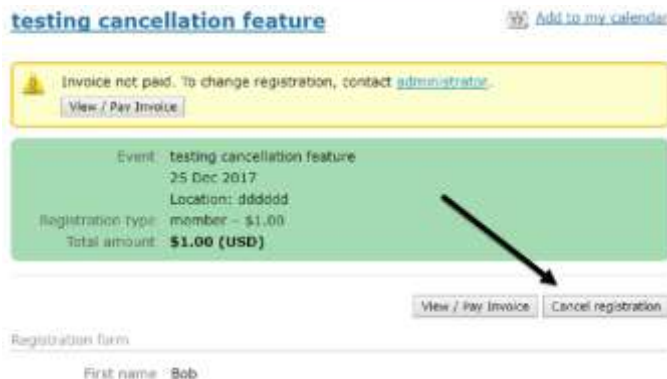 testing cancellation feature
Add to my calendar
Invoice not paid. To change registration, contact administrator.
View / Pay Invoice
Event testing cancellation feature
25 Dec 2017
Location: dddddd
Registration type member – $1.00
Total amount $1.00 (USD)
View / Pay Invoice Cancel registration
Registration form
First name Bob